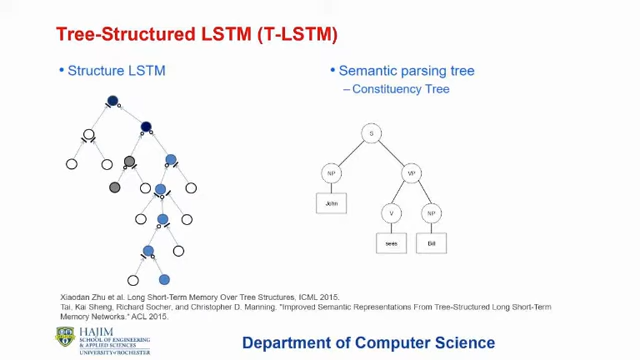 Tree-Structured LSTM (T-LSTM)
• Structure LSTM
• Semantic parsing tree
–Constituency Tree
S
NP
VP
John
V
NP
Bill
Xiaodan Zhu et al. Long Short-Term Memory Over Tree Structures, ICML 2015.
Tai, Kai Sheng, Richard Socher, and Christopher D. Manning. "Improved Semantic Representations From Tree-Structured Long Short-Term
Memory Networks." ACL 2015.
HAJIM
SCHOOL OF ENGINEERING
& APPLIED SCIENCES
UNIVERSITY of ROCHESTER
Department of Computer Science